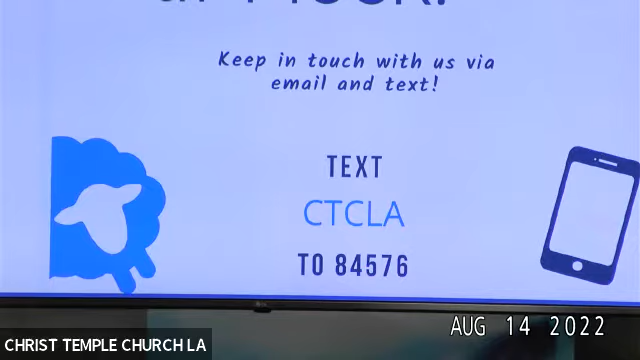 Keep in touch with us via
email and text!
TEXT
CTCLA
TO 84576
AUG 14 2022
CHRIST TEMPLE CHURCH LA